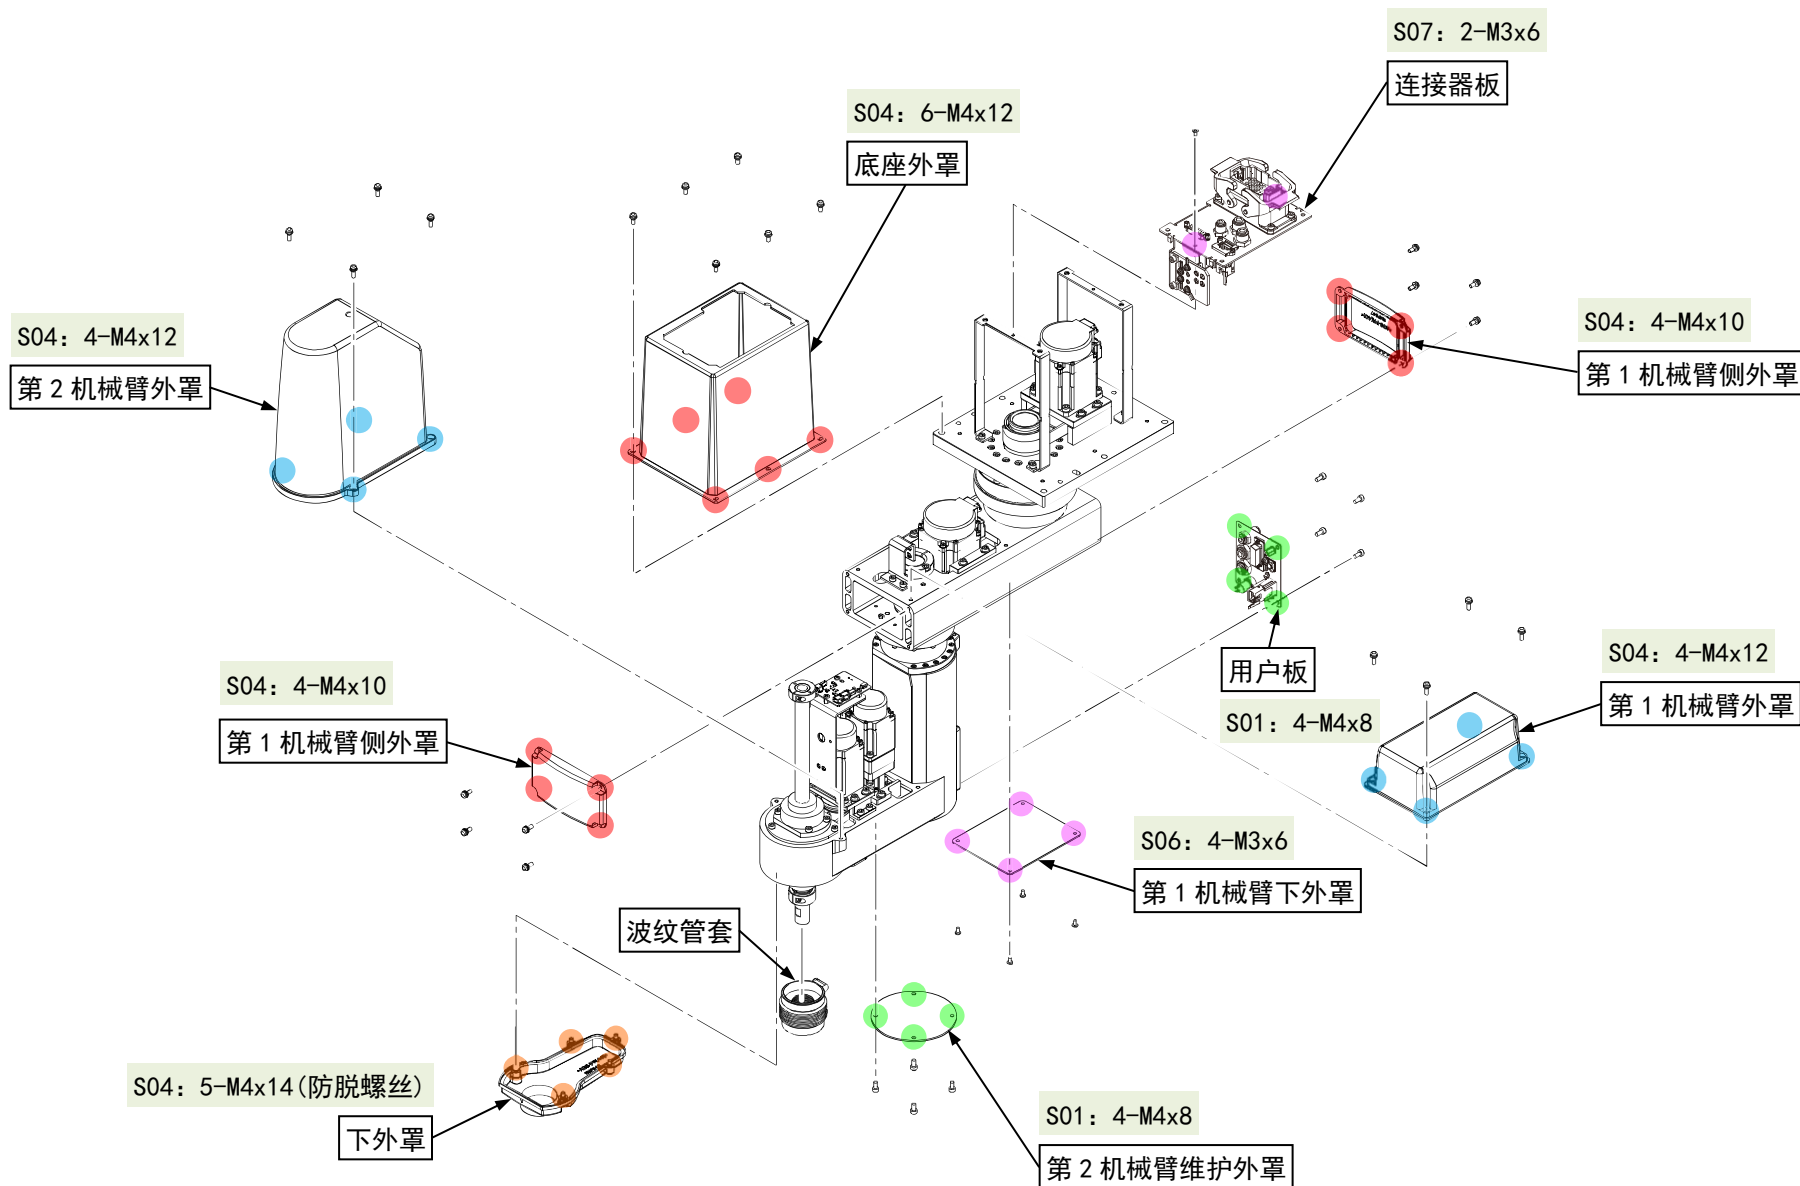 S07: 2-M3x6
连接器板
S04: 6-M4x12
底座外罩
S04: 4-M4x12
第2机械臂外罩
S04: 4-M4x10
第1机械臂侧外罩
用户板
S01: 4-M4x8
S04: 4-M4x12
第1机械臂外罩
S04: 4-M4x10
第1机械臂侧外罩
S06: 4-M3x6
第1机械臂下外罩
波纹管套
S04: 5-M4x14(防脱螺丝)
下外罩
S01: 4-M4x8
第2机械臂维护外罩